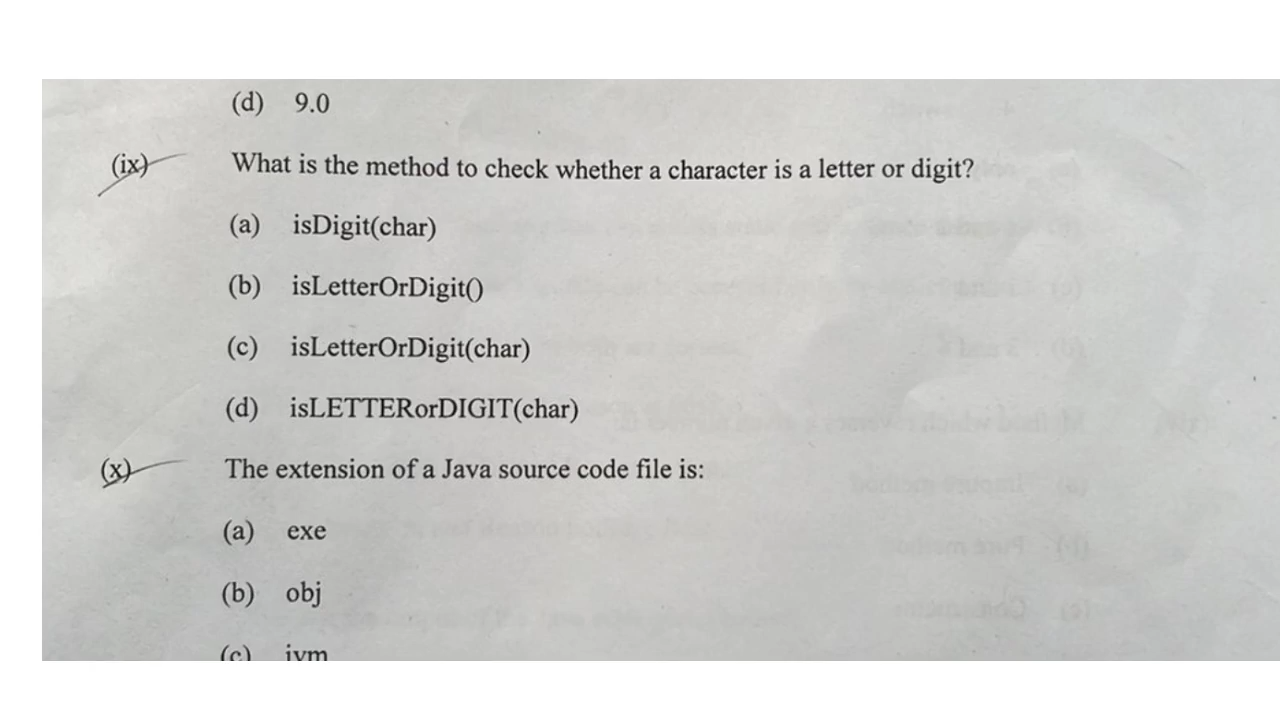 (d) 9.0
(ix) What is the method to check whether a character is a letter or digit?
(a) isDigit(char)
(b) isLetterOrDigit()
(c) isLetterOrDigit(char)
(d) isLETTERorDIGIT(char)
(x) The extension of a Java source code file is:
(a) exe
(b) obj
(c) jvm